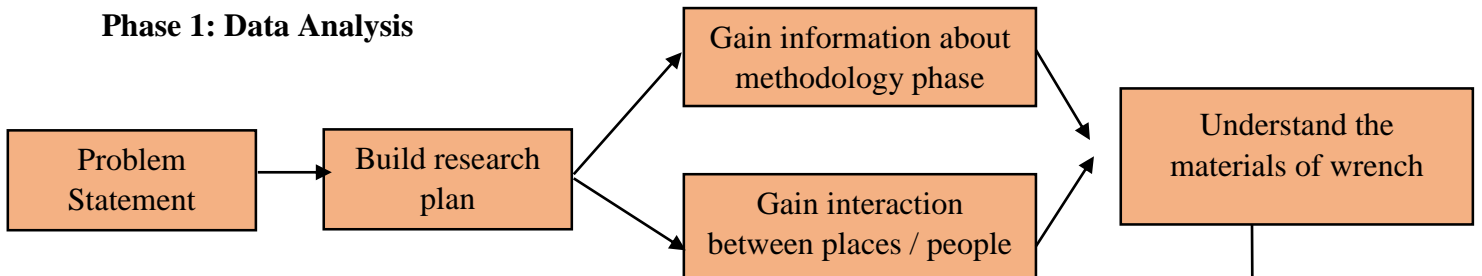 Phase 1: Data Analysis
Gain information about
methodology phase
Problem
Statement
Build research
plan
Gain interaction
between places / people
Understand the
materials of wrench